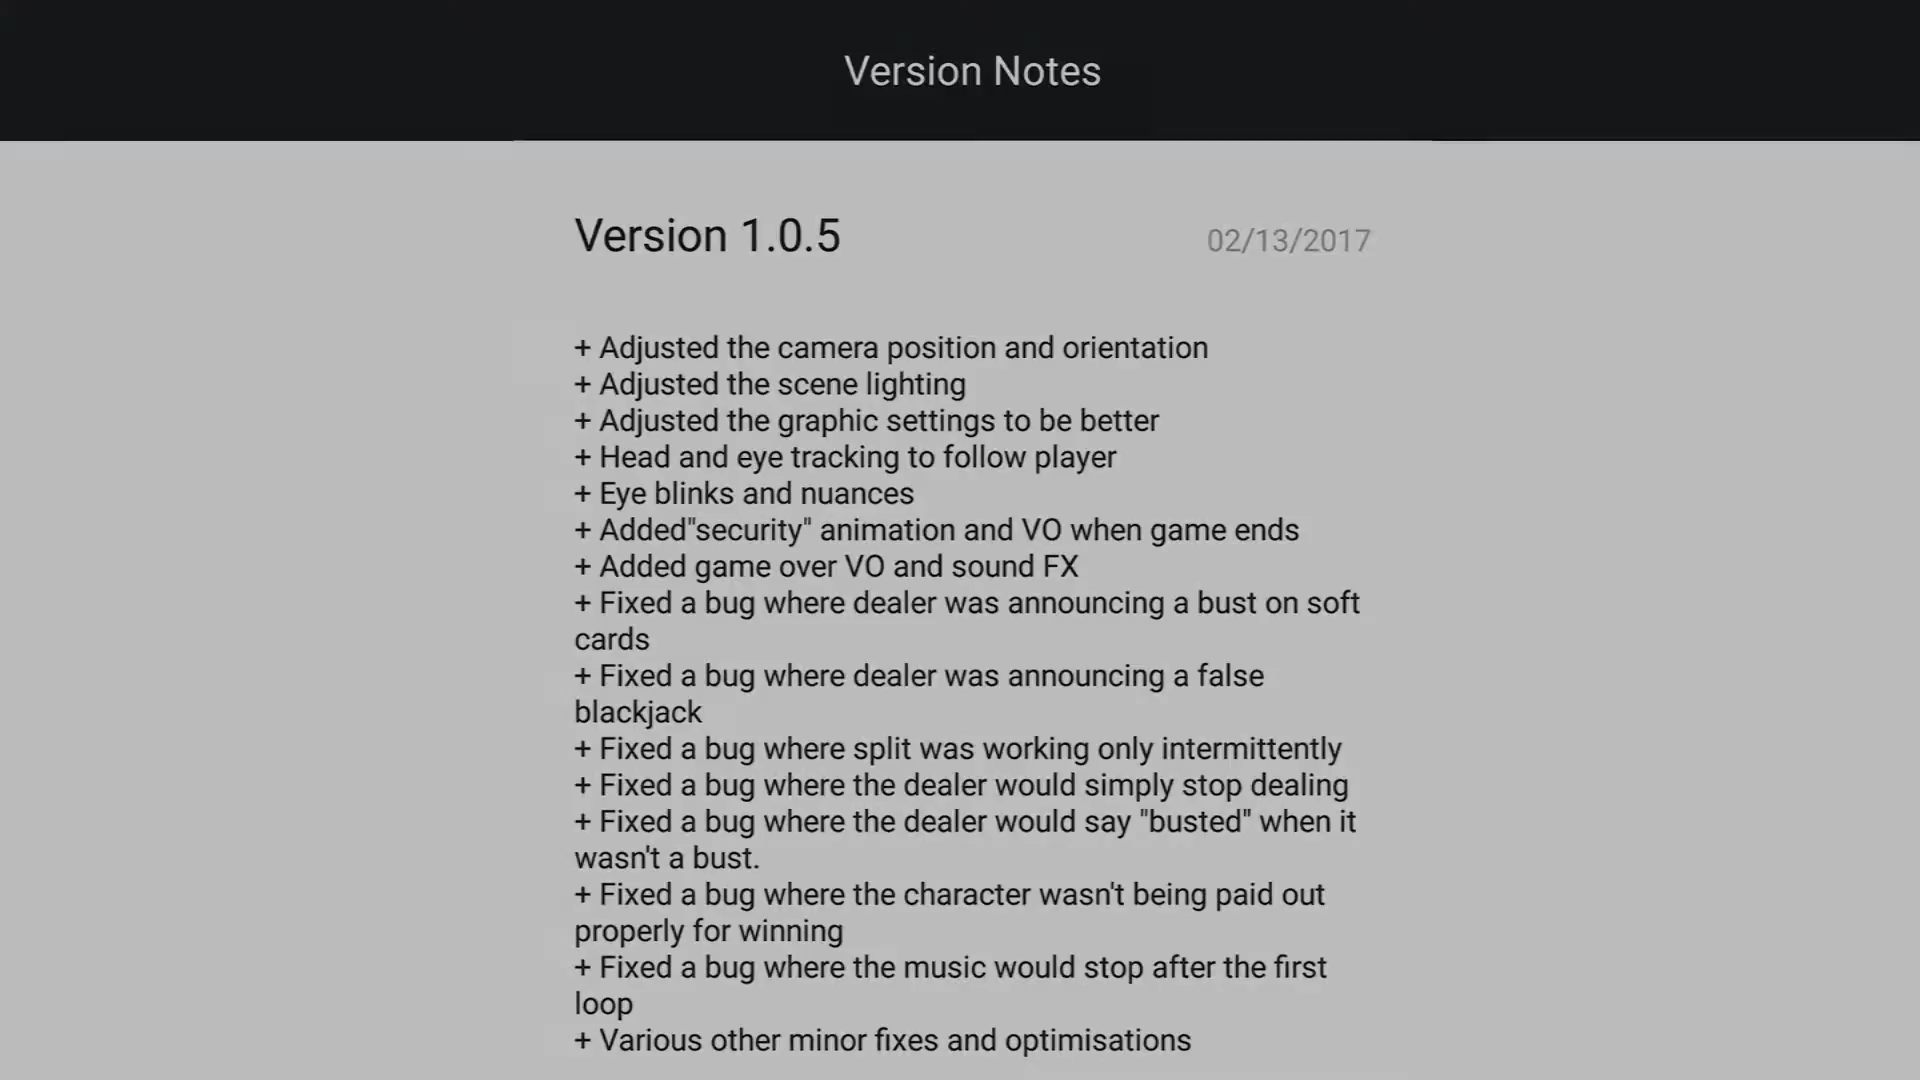 Version Notes
Version 1.0.5
02/13/2017
+ Adjusted the camera position and orientation
+ Adjusted the scene lighting
+ Adjusted the graphic settings to be better
+ Head and eye tracking to follow player
+ Eye blinks and nuances
+ Added"security" animation and VO when game ends
+ Added game over VO and sound FX
+ Fixed a bug where dealer was announcing a bust on soft
cards
+ Fixed a bug where dealer was announcing a false
blackjack
+ Fixed a bug where split was working only intermittently
+ Fixed a bug where the dealer would simply stop dealing
+ Fixed a bug where the dealer would say "busted" when it
wasn't a bust.
+ Fixed a bug where the character wasn't being paid out
properly for winning
+ Fixed a bug where the music would stop after the first
loop
+ Various other minor fixes and optimisations